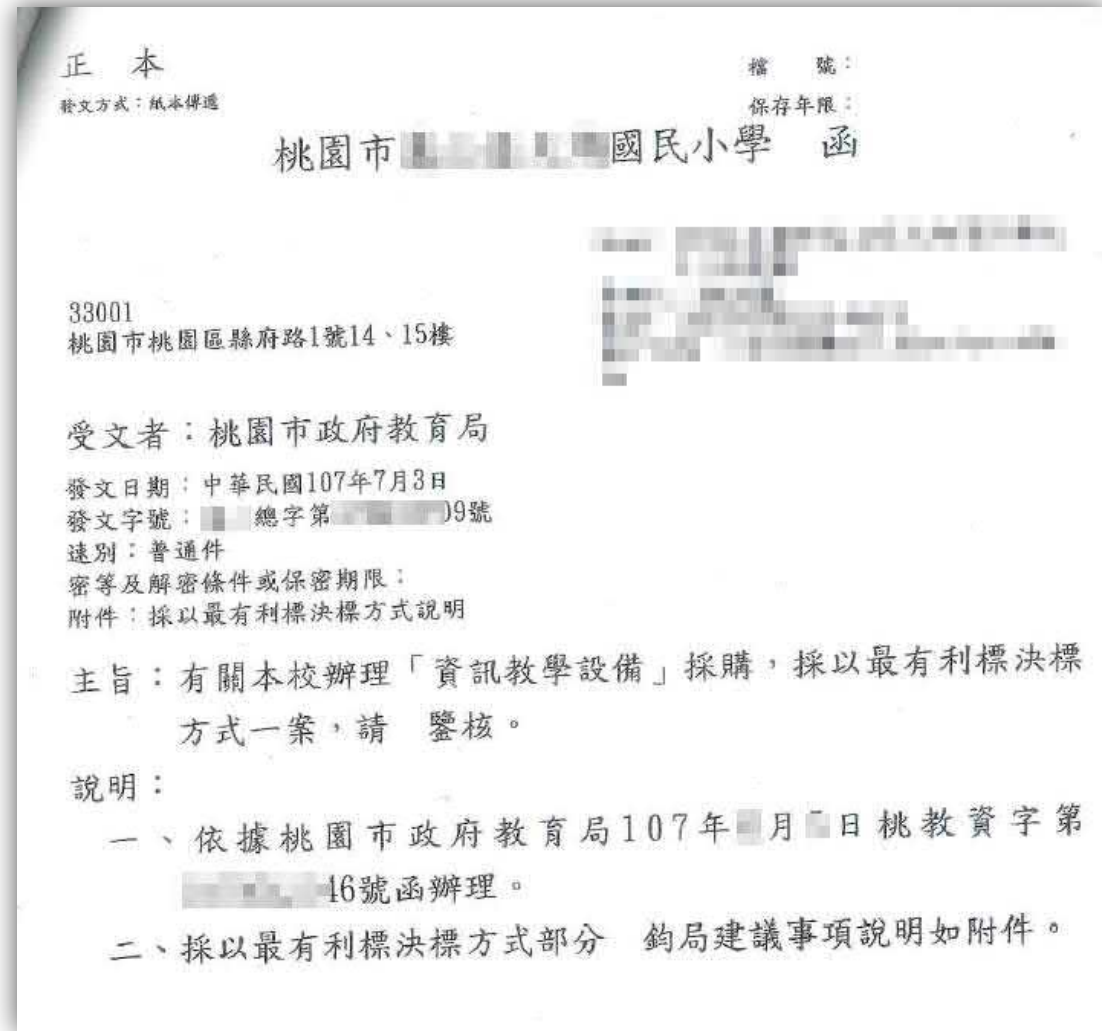 正 本
發文方式：紙本傳遞
檔 號：
保存年限：
桃園市 國民小學 函
33001
桃園市桃園區縣府路1號14、15樓
受文者：桃園市政府教育局
發文日期：中華民國107年7月3日
發文字號： 總字第 09號
速別：普通件
密等及解密條件或保密期限：
附件：採以最有利標決標方式說明
主旨：有關本校辦理「資訊教學設備」採購，採以最有利標決標
方式一案，請 鑒核。
說明：
一、依據桃園市政府教育局107年 月 日桃教資字第
46號函辦理。
二、採以最有利標決標方式部分 鈞局建議事項說明如附件。